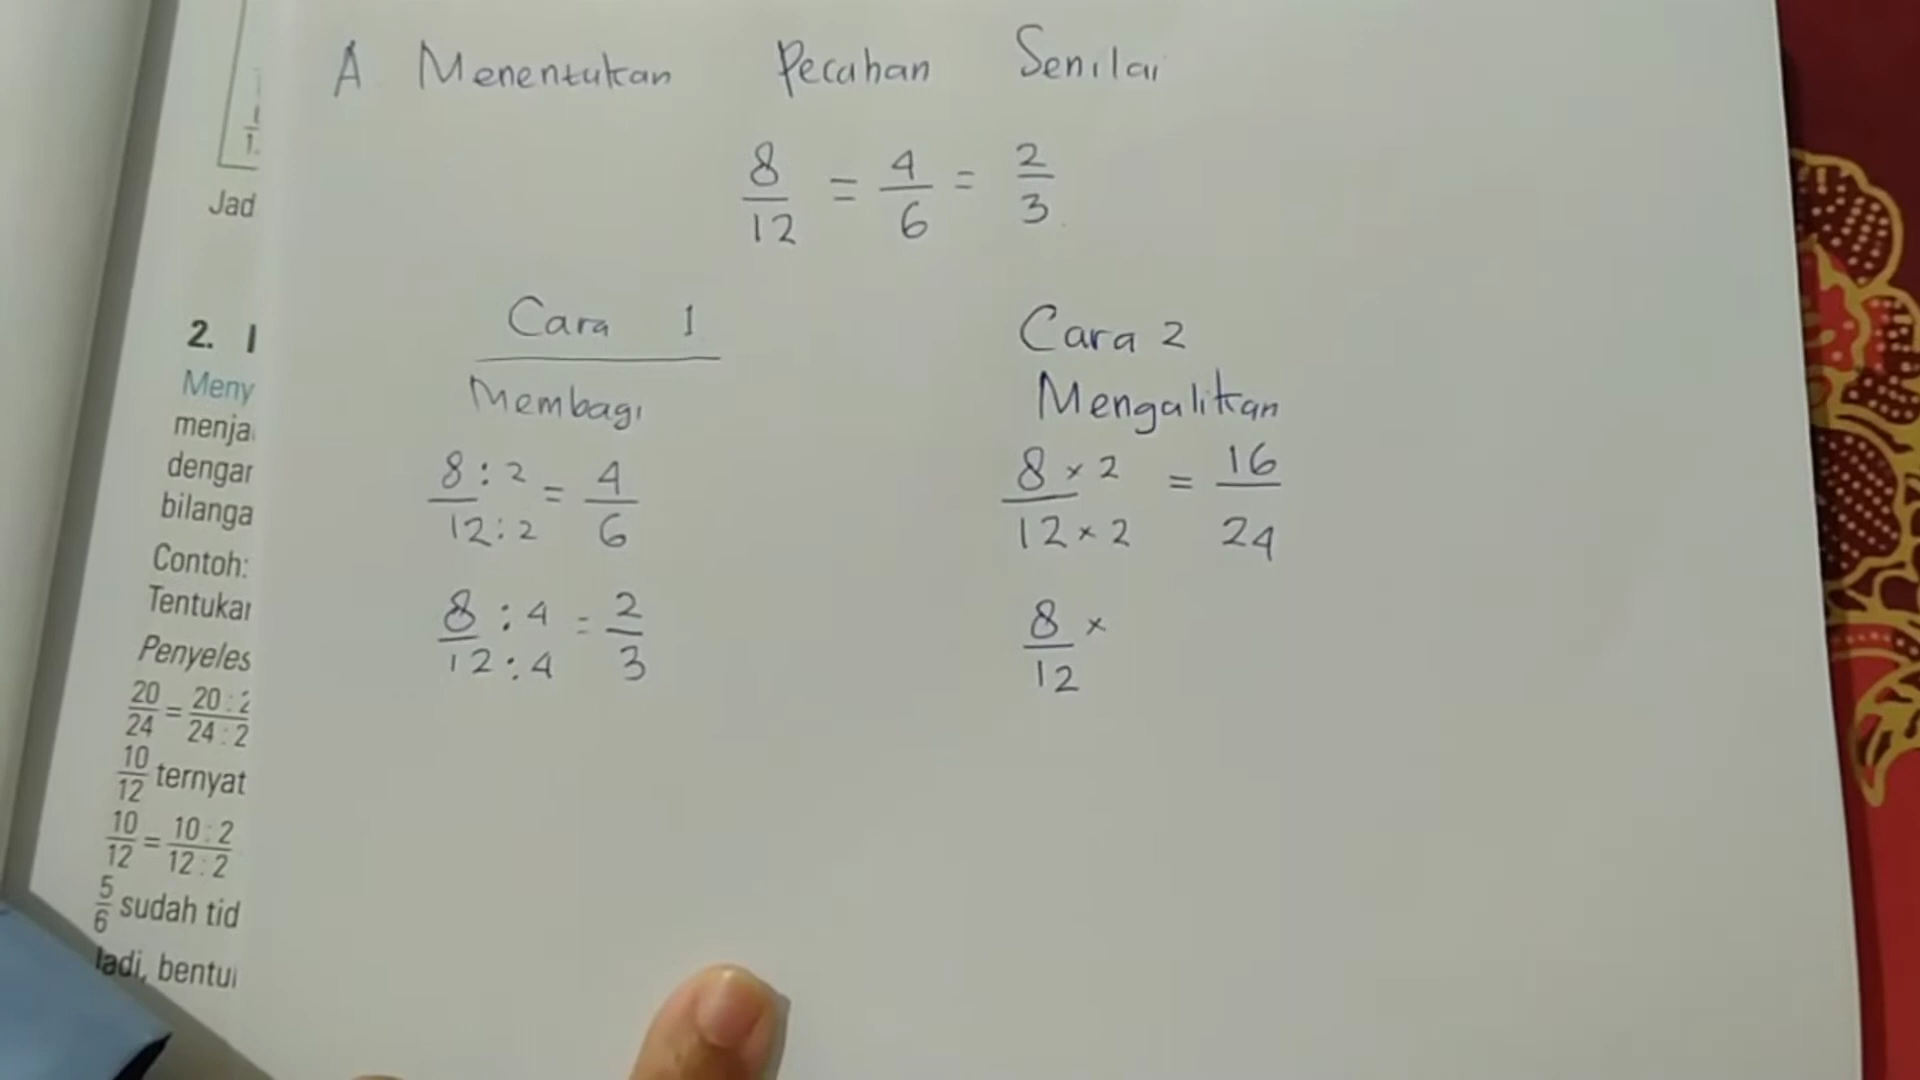 A Menentukan Pecahan Senilai
8/12 = 4/6 = 2/3
Cara 1
Membagi
8 : 2 / 12 : 2 = 4/6
8 : 4 / 12 : 4 = 2/3
Cara 2
Mengalikan
8 × 2 / 12 × 2 = 16/24
8/12 ×
Jad
2.
Meny
menja
dengar
bilanga
Contoh:
Tentukar
Penyeles
20/24 = 20 : 2 / 24 : 2
10/12 ternyat
10/12 = 10 : 2 / 12 : 2
5/6 sudah tid
Jadi, bentu